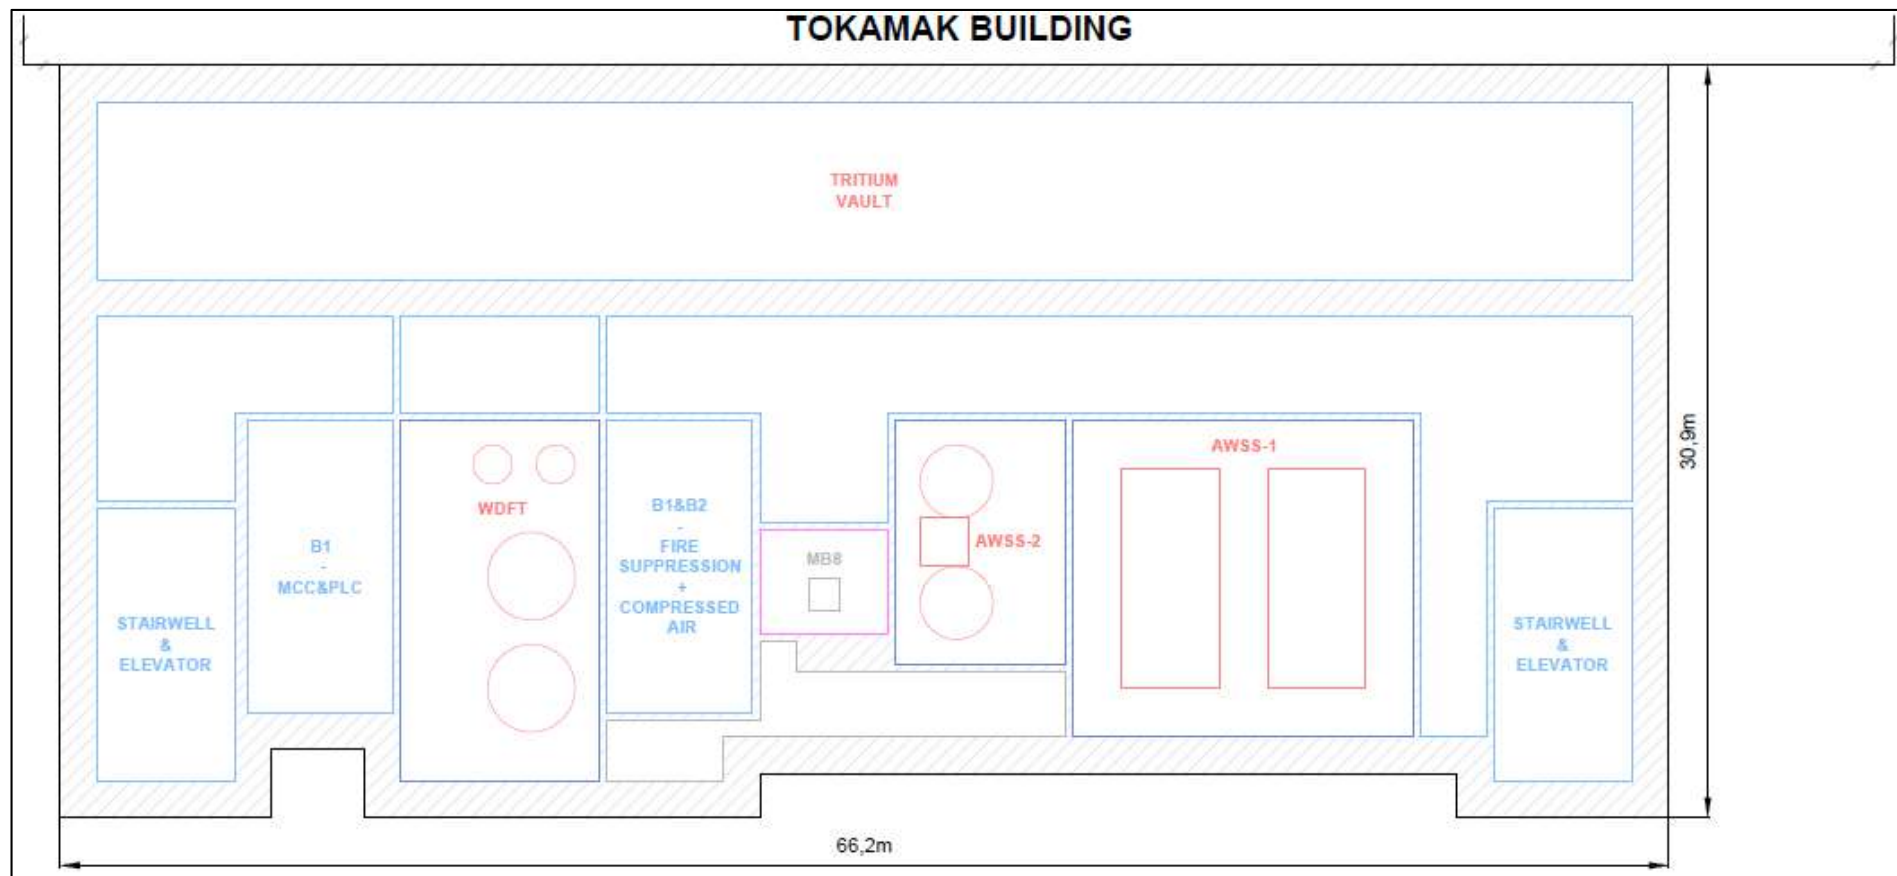 TOKAMAK BUILDING
TRITIUM
VAULT
30,9m
AWSS-1
WDFT
B1&B2
-
FIRE
SUPPRESSION
+
COMPRESSED
AIR
B1
-
MCC&PLC
AWSS-2
MB8
STAIRWELL
&
ELEVATOR
STAIRWELL
&
ELEVATOR
66,2m